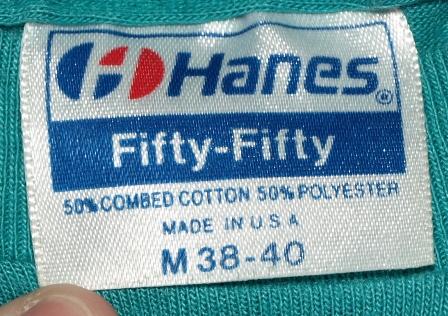 Hanes®
Fifty-Fifty
50% COMBED COTTON 50% POLYESTER
MADE IN U.S.A
M 38-40